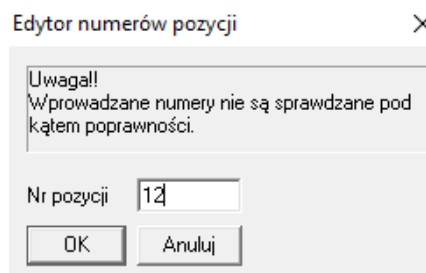 Edytor numerów pozycji
Uwaga!!
Wprowadzane numery nie są sprawdzane pod
kątem poprawności.
Nr pozycji 12
OK Anuluj